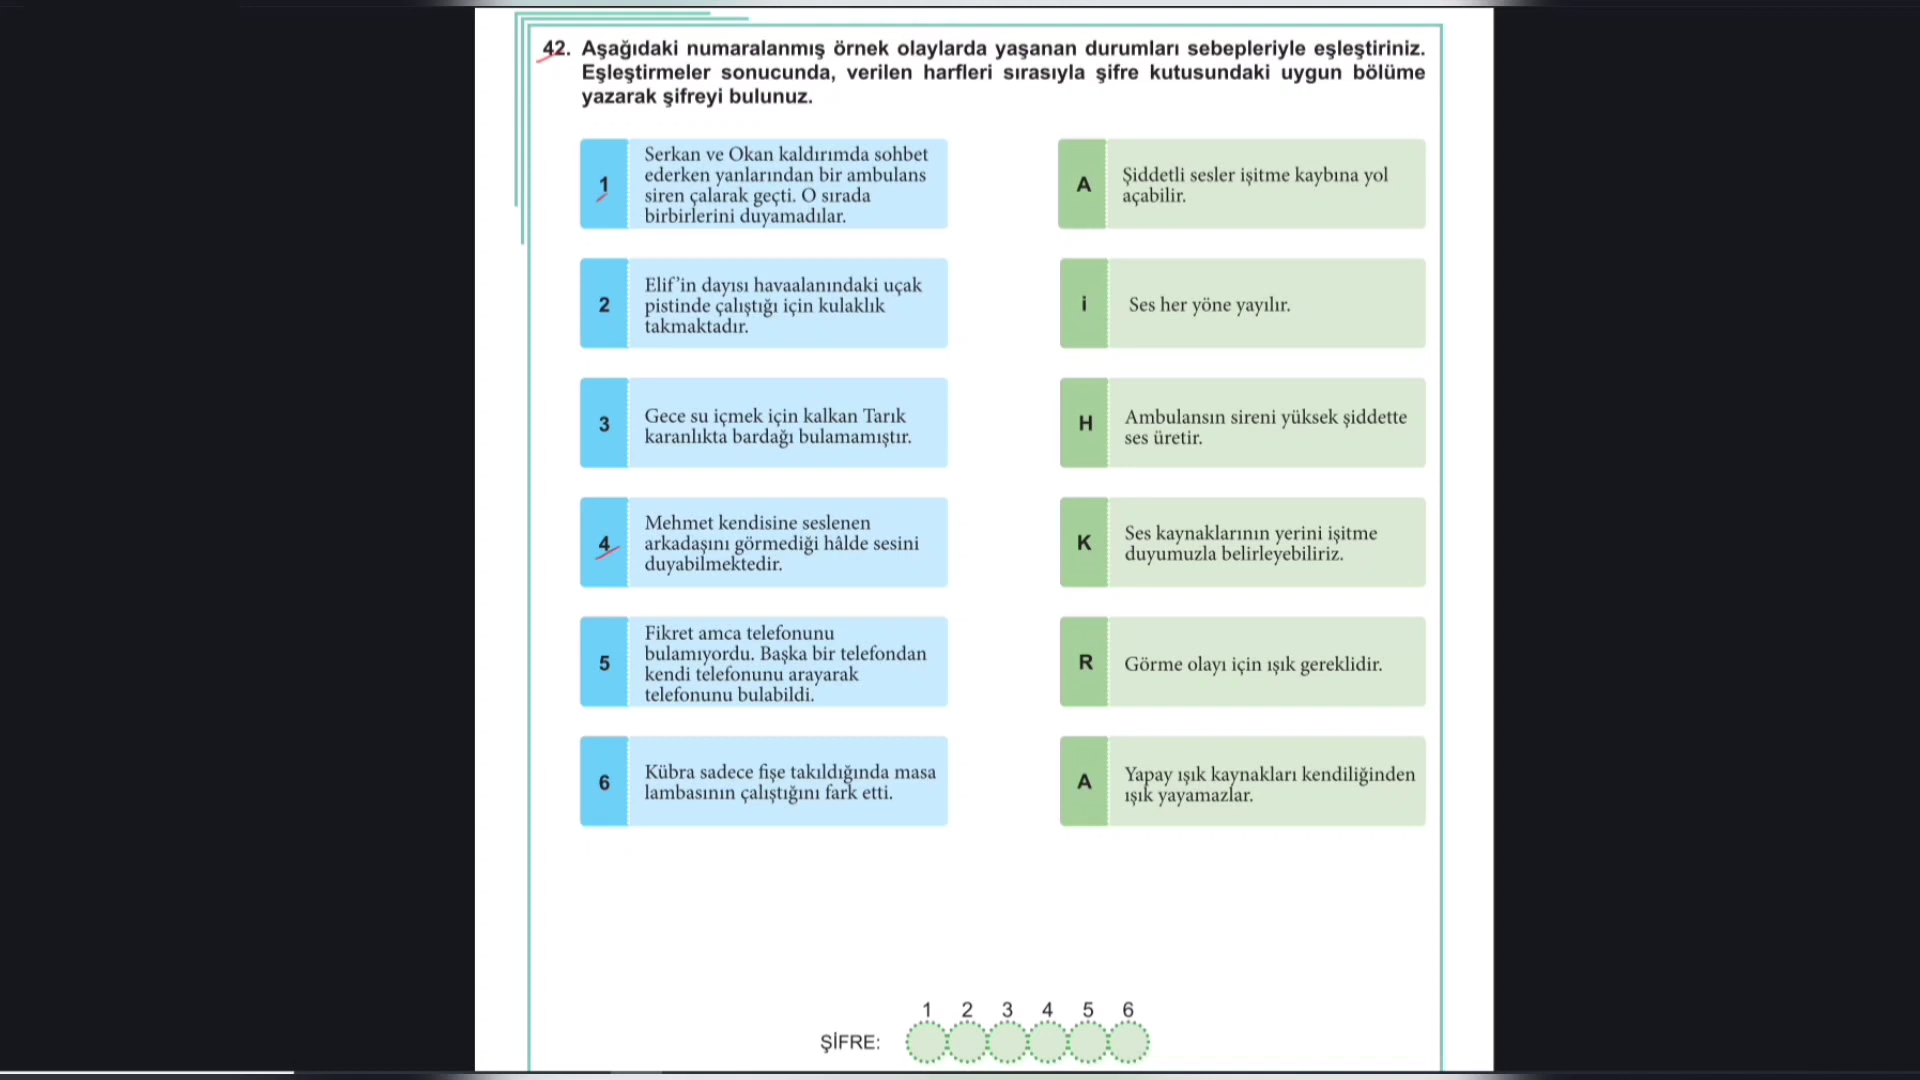 42. Aşağıdaki numaralanmış örnek olaylarda yaşanan durumları sebepleriyle eşleştiriniz.
Eşleştirmeler sonucunda, verilen harfleri sırasıyla şifre kutusundaki uygun bölüme
yazarak şifreyi bulunuz.
1
Serkan ve Okan kaldırımda sohbet
ederken yanlarından bir ambulans
siren çalarak geçti. O sırada
birbirlerini duyamadılar.
A
Şiddetli sesler işitme kaybına yol
açabilir.
2
Elif’in dayısı havaalanındaki uçak
pistinde çalıştığı için kulaklık
takmaktadır.
i
Ses her yöne yayılır.
3
Gece su içmek için kalkan Tarık
karanlıkta bardağı bulamamıştır.
H
Ambulansın sireni yüksek şiddette
ses üretir.
4
Mehmet kendisine seslenen
arkadaşını görmediği hâlde sesini
duyabilmektedir.
K
Ses kaynaklarının yerini işitme
duyumuzla belirleyebiliriz.
5
Fikret amca telefonunu
bulamıyordu. Başka bir telefondan
kendi telefonunu arayarak
telefonunu bulabildi.
R
Görme olayı için ışık gereklidir.
6
Kübra sadece fişe takıldığında masa
lambasının çalıştığını fark etti.
A
Yapay ışık kaynakları kendiliğinden
ışık yayamazlar.
1 2 3 4 5 6
ŞİFRE: